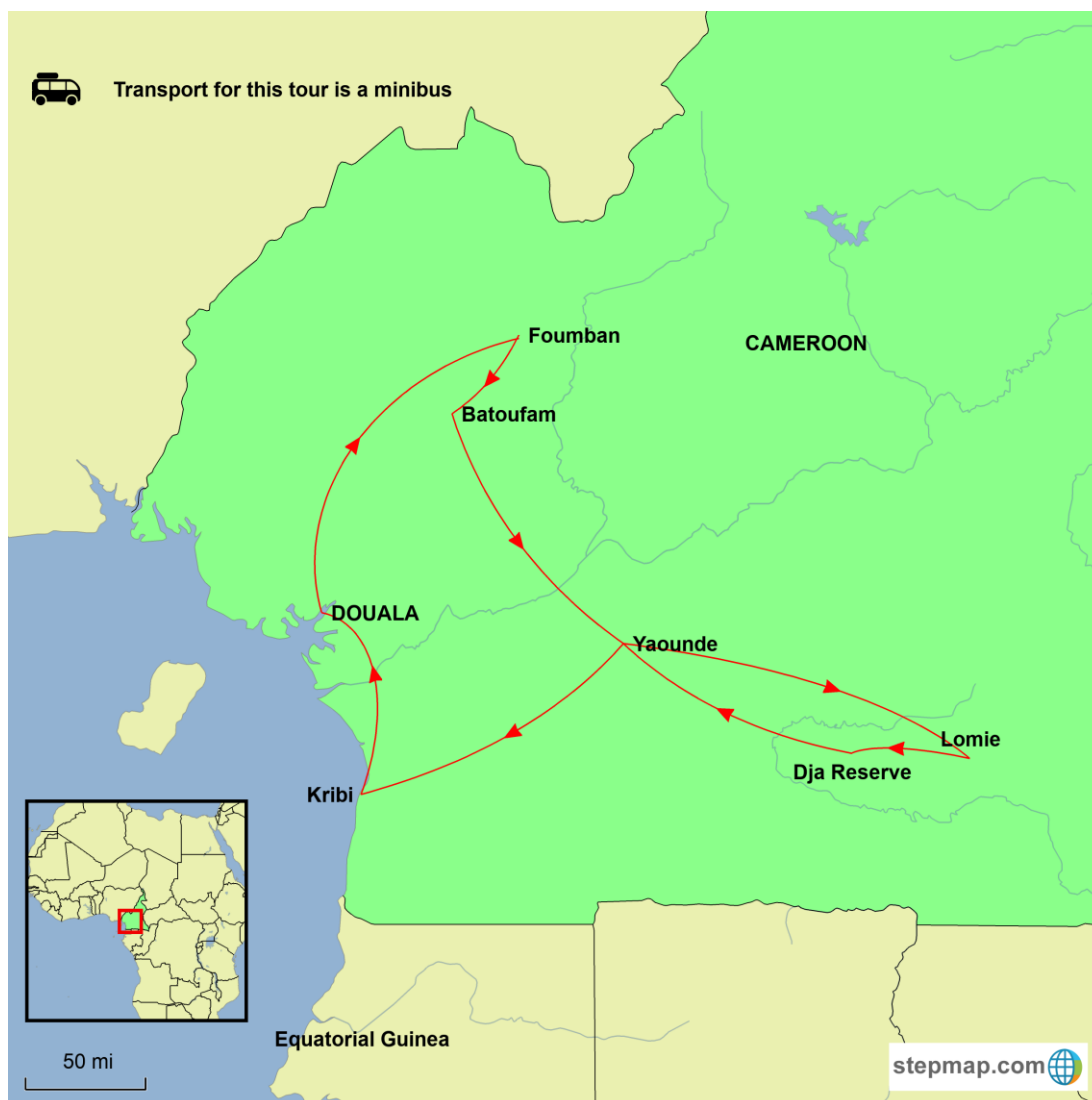 Transport for this tour is a minibus
Foumban
CAMEROON
Batoufam
DOUALA
Yaounde
Lomie
Dja Reserve
Kribi
Equatorial Guinea
50 mi
stepmap.com